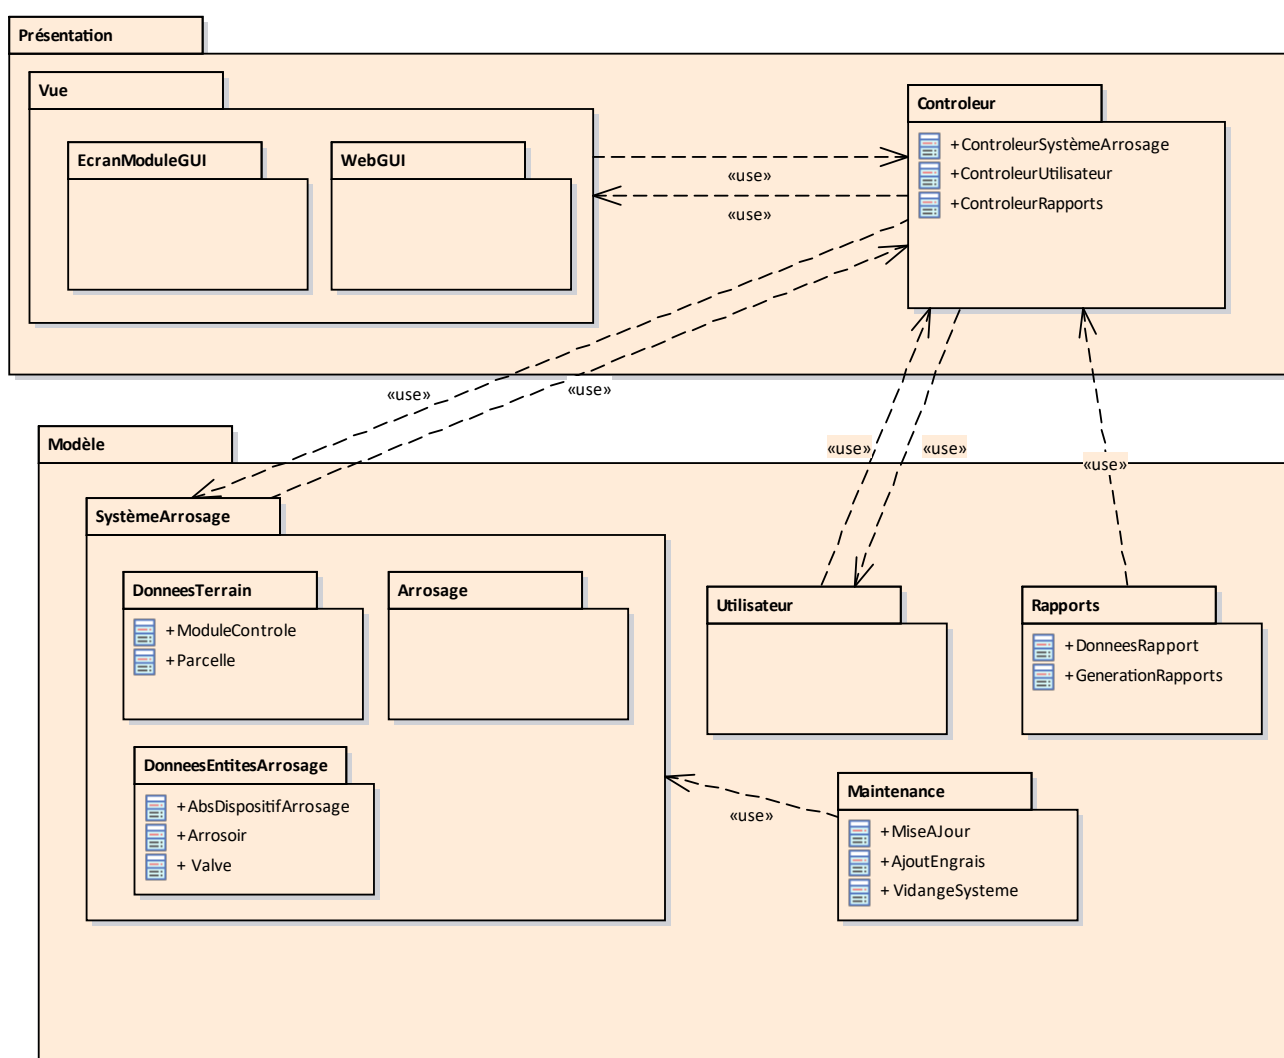 Présentation
Vue
EcranModuleGUI
WebGUI
«use»
«use»
Controleur
+ControleurSystèmeArrosage
+ControleurUtilisateur
+ControleurRapports
«use»
«use»
«use»
«use»
«use»
Modèle
SystèmeArrosage
DonneesTerrain
+ModuleControle
+Parcelle
Arrosage
DonneesEntitesArrosage
+AbsDispositifArrosage
+Arrosoir
+ Valve
Utilisateur
Rapports
+DonneesRapport
+GenerationRapports
«use»
Maintenance
+MiseAJour
+AjoutEngrais
+VidangeSysteme